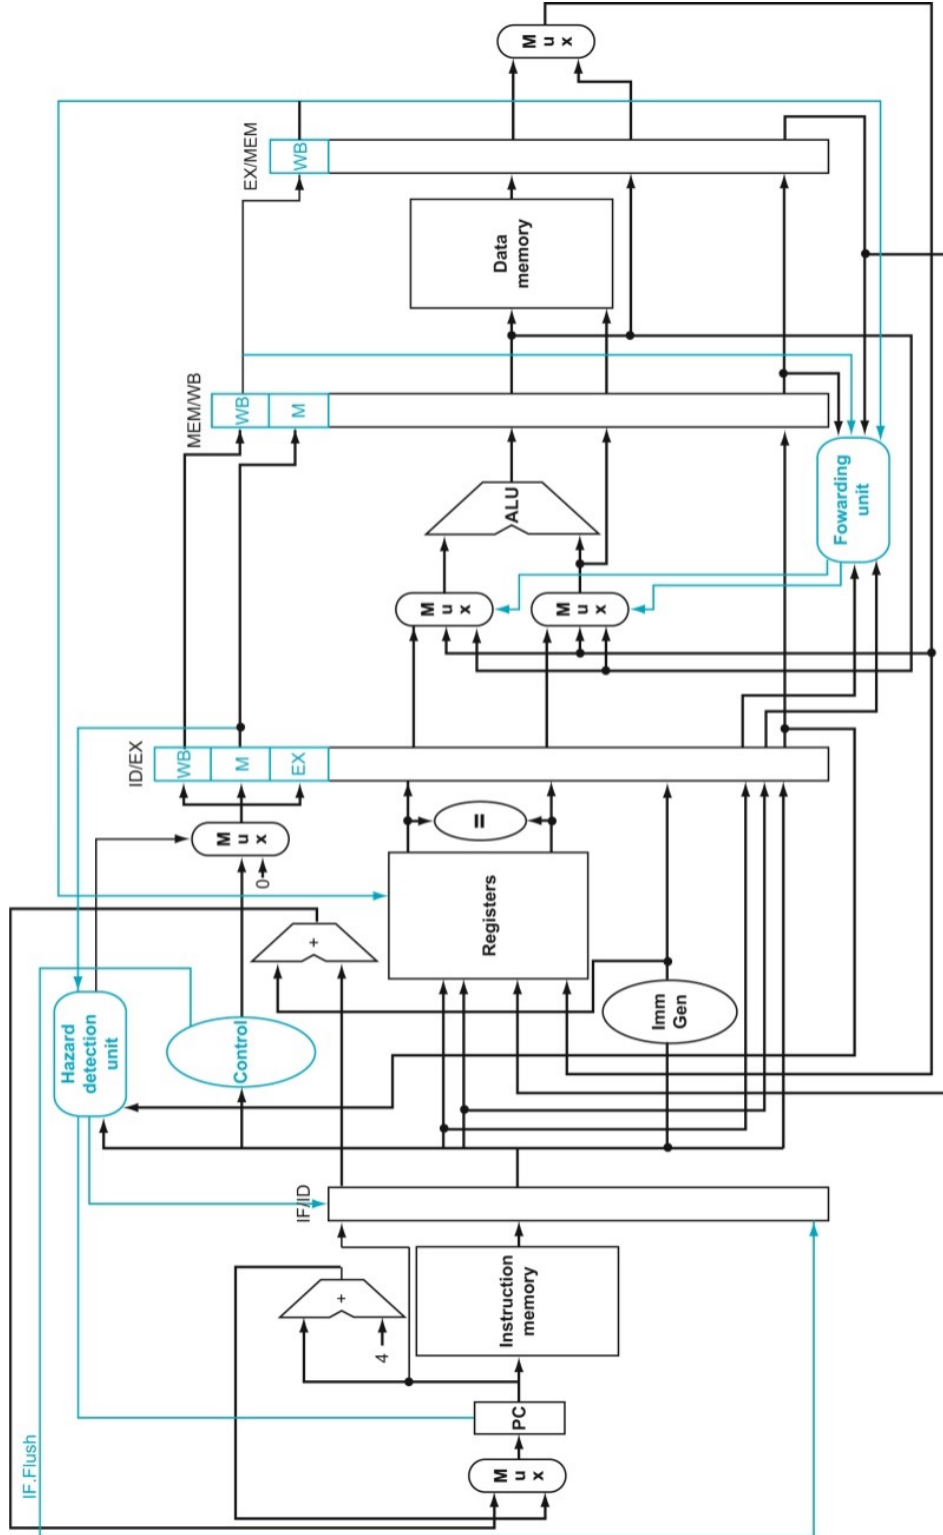 IF.Flush
Hazard
detection
unit
ID/EX
WB
MEM/WB
Control
M
u
x
0
M
WB
EX/MEM
EX
M
WB
IF/ID
+
+
4
M
u
x
PC
Instruction
memory
Registers
=
M
u
x
M
u
x
ALU
Data
memory
M
u
x
Imm
Gen
Fowarding
unit